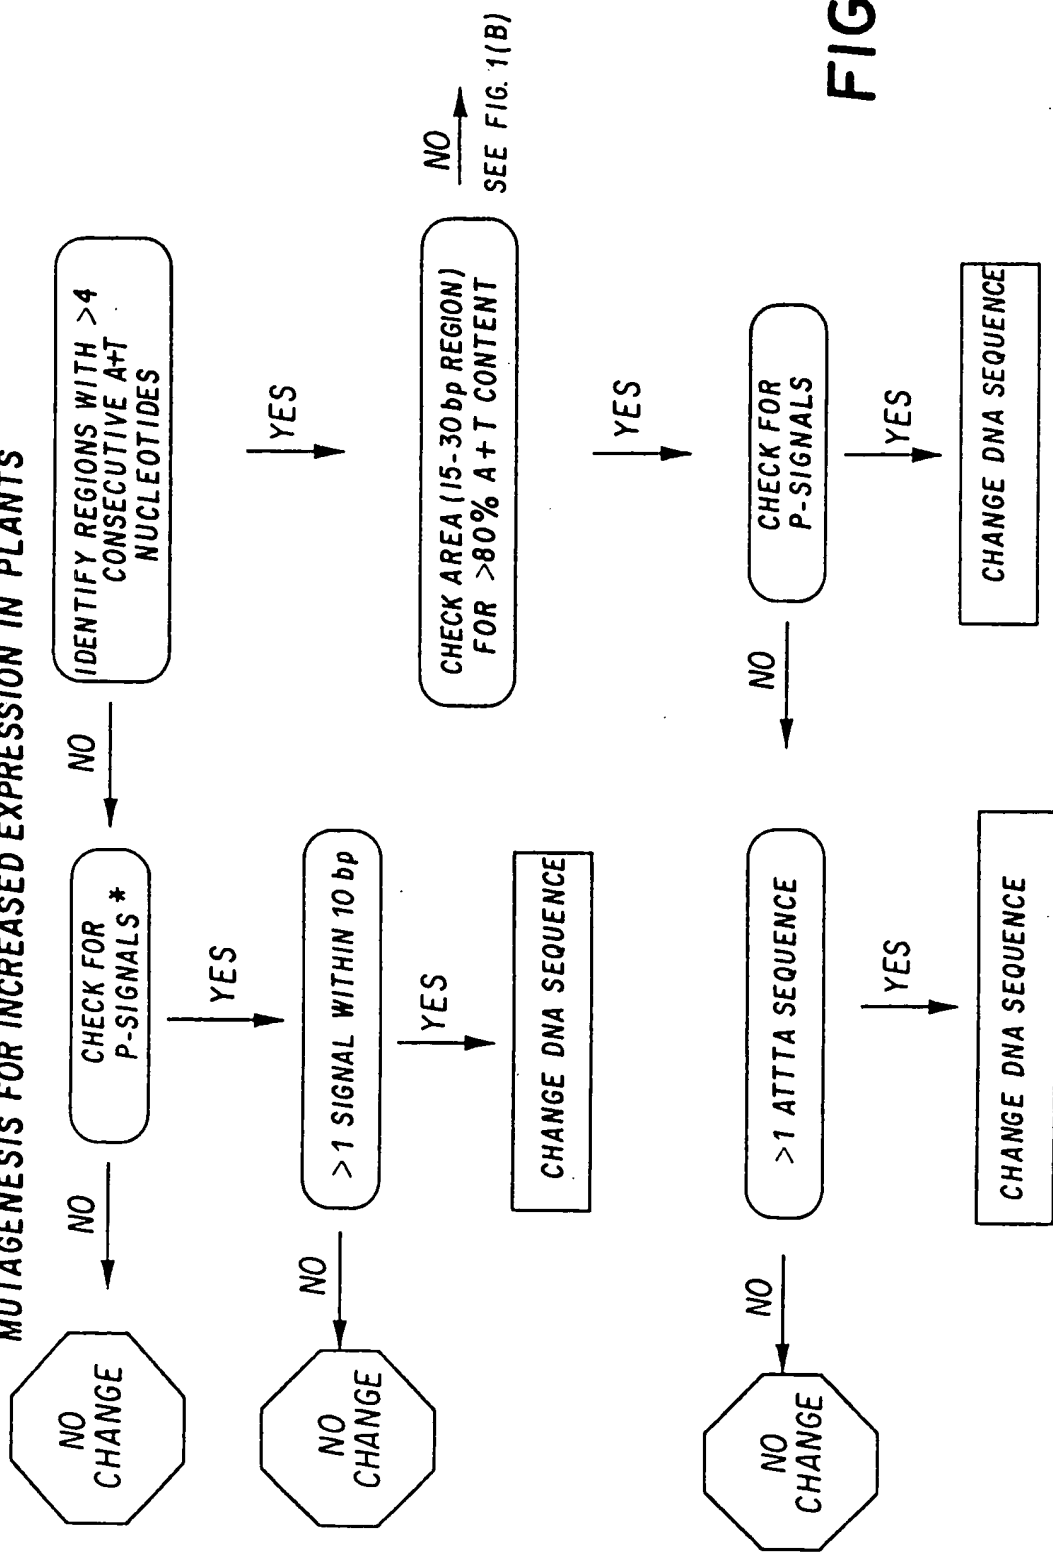 MUTAGENESIS FOR INCREASED EXPRESSION IN PLANTS
NO
CHANGE
NO
CHECK FOR
P-SIGNALS *
NO
IDENTIFY REGIONS WITH >4
CONSECUTIVE A+T
NUCLEOTIDES
YES
YES
NO
CHANGE
NO
>1 SIGNAL WITHIN 10 bp
YES
CHANGE DNA SEQUENCE
CHECK AREA (15-30 bp REGION)
FOR >80% A + T CONTENT
NO
SEE FIG. 1(B)
YES
NO
CHANGE
NO
>1 ATTTA SEQUENCE
NO
CHECK FOR
P-SIGNALS
YES
YES
CHANGE DNA SEQUENCE
CHANGE DNA SEQUENCE
FIG